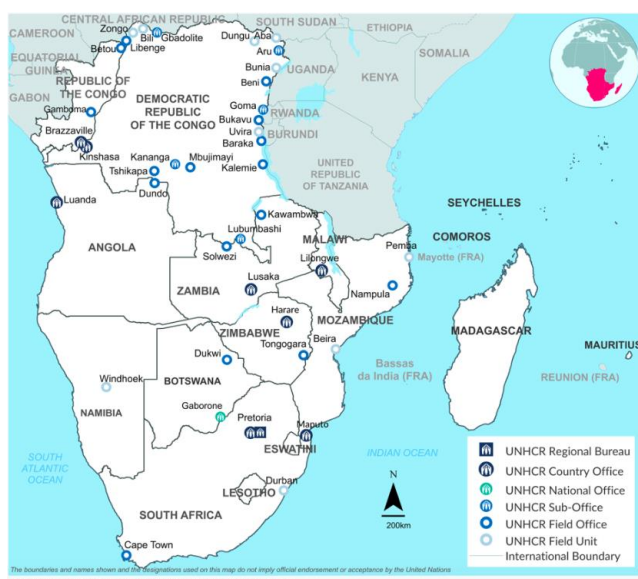 CENTRAL AFRICAN REPUBLIC
SOUTH SUDAN
ETHIOPIA
CAMEROON
Zongo
Bili
Gbadolite
Dungu
Aba
Betou
Libenge
Aru
SOMALIA
EQUATORIAL
GUINEA
REPUBLIC OF
THE CONGO
Bunia
UGANDA
KENYA
GABON
DEMOCRATIC
REPUBLIC
OF THE CONGO
Beni
Gamboma
Goma
RWANDA
Bukavu
Brazzaville
Uvira
BURUNDI
Baraka
Kinshasa
Kananga
Mbujimayi
Kalemie
Tshikapa
UNITED
REPUBLIC
OF TANZANIA
Dundo
Luanda
SEYCHELLES
Kawambwa
Lubumbashi
MALAWI
COMOROS
ANGOLA
Solwezi
Lilongwe
Pemba
Mayotte (FRA)
ZAMBIA
Lusaka
Nampula
Harare
MOZAMBIQUE
MADAGASCAR
ZIMBABWE
Tongogara
Beira
MAURITIUS
Dukwi
Bassas
da India (FRA)
REUNION (FRA)
Windhoek
BOTSWANA
NAMIBIA
Gaborone
Pretoria
Maputo
ESWATINI
SOUTH
ATLANTIC
OCEAN
INDIAN OCEAN
Durban
LESOTHO
SOUTH AFRICA
Cape Town
N
200km
UNHCR Regional Bureau
UNHCR Country Office
UNHCR National Office
UNHCR Sub-Office
UNHCR Field Office
UNHCR Field Unit
International Boundary
The boundaries and names shown and the designations used on this map do not imply official endorsement or acceptance by the United Nations